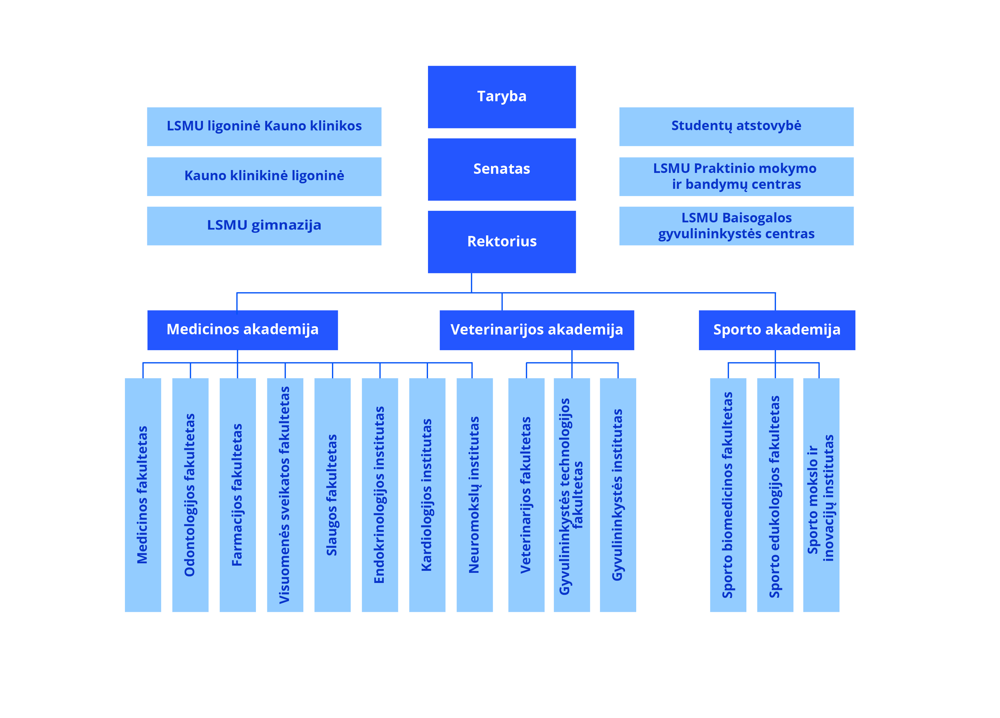 Taryba
LSMU ligoninė Kauno klinikos
Studentų atstovybė
Senatas
Kauno klinikinė ligoninė
LSMU Praktinio mokymo
ir bandymų centras
LSMU gimnazija
LSMU Baisogalos
gyvulininkystės centras
Rektorius
Medicinos akademija
Veterinarijos akademija
Sporto akademija
Medicinos fakultetas
Odontologijos fakultetas
Farmacijos fakultetas
Visuomenės sveikatos fakultetas
Slaugos fakultetas
Endokrinologijos institutas
Kardiologijos institutas
Neuromokslų institutas
Veterinarijos fakultetas
Gyvulininkystės technologijos
fakultetas
Gyvulininkystės institutas
Sporto biomedicinos fakultetas
Sporto edukologijos fakultetas
Sporto mokslo ir
inovacijų institutas